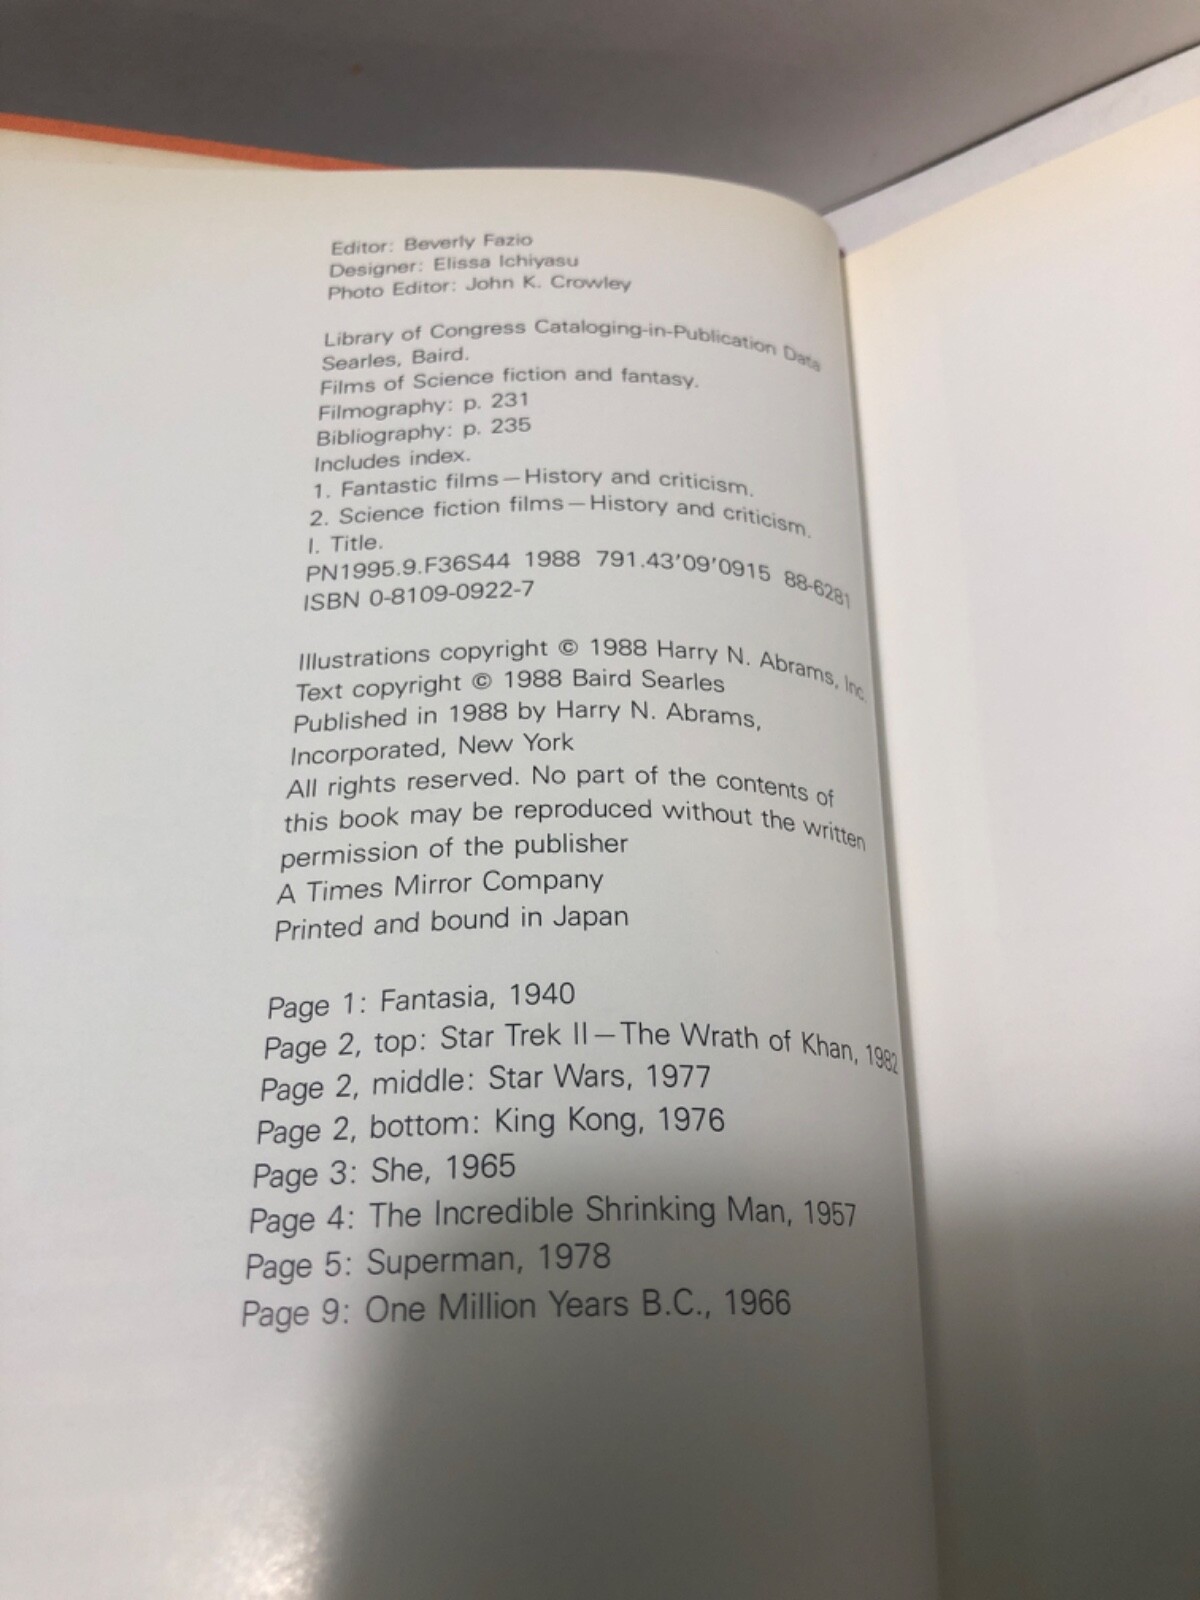 Editor: Beverly Fazio
Designer: Elissa Ichiyasu
Photo Editor: John K. Crowley
Library of Congress Cataloging-in-Publication Data
Searles, Baird.
Films of Science fiction and fantasy.
Filmography: p. 231
Bibliography: p. 235
Includes index.
1. Fantastic films—History and criticism.
2. Science fiction films—History and criticism.
I. Title.
PN1995.9.F36S44 1988 791.43'09'0915 88-6281
ISBN 0-8109-0922-7
Illustrations copyright © 1988 Harry N. Abrams, Inc.
Text copyright © 1988 Baird Searles
Published in 1988 by Harry N. Abrams,
Incorporated, New York
All rights reserved. No part of the contents of
this book may be reproduced without the written
permission of the publisher
A Times Mirror Company
Printed and bound in Japan
Page 1: Fantasia, 1940
Page 2, top: Star Trek II—The Wrath of Khan, 1982
Page 2, middle: Star Wars, 1977
Page 2, bottom: King Kong, 1976
Page 3: She, 1965
Page 4: The Incredible Shrinking Man, 1957
Page 5: Superman, 1978
Page 9: One Million Years B.C., 1966